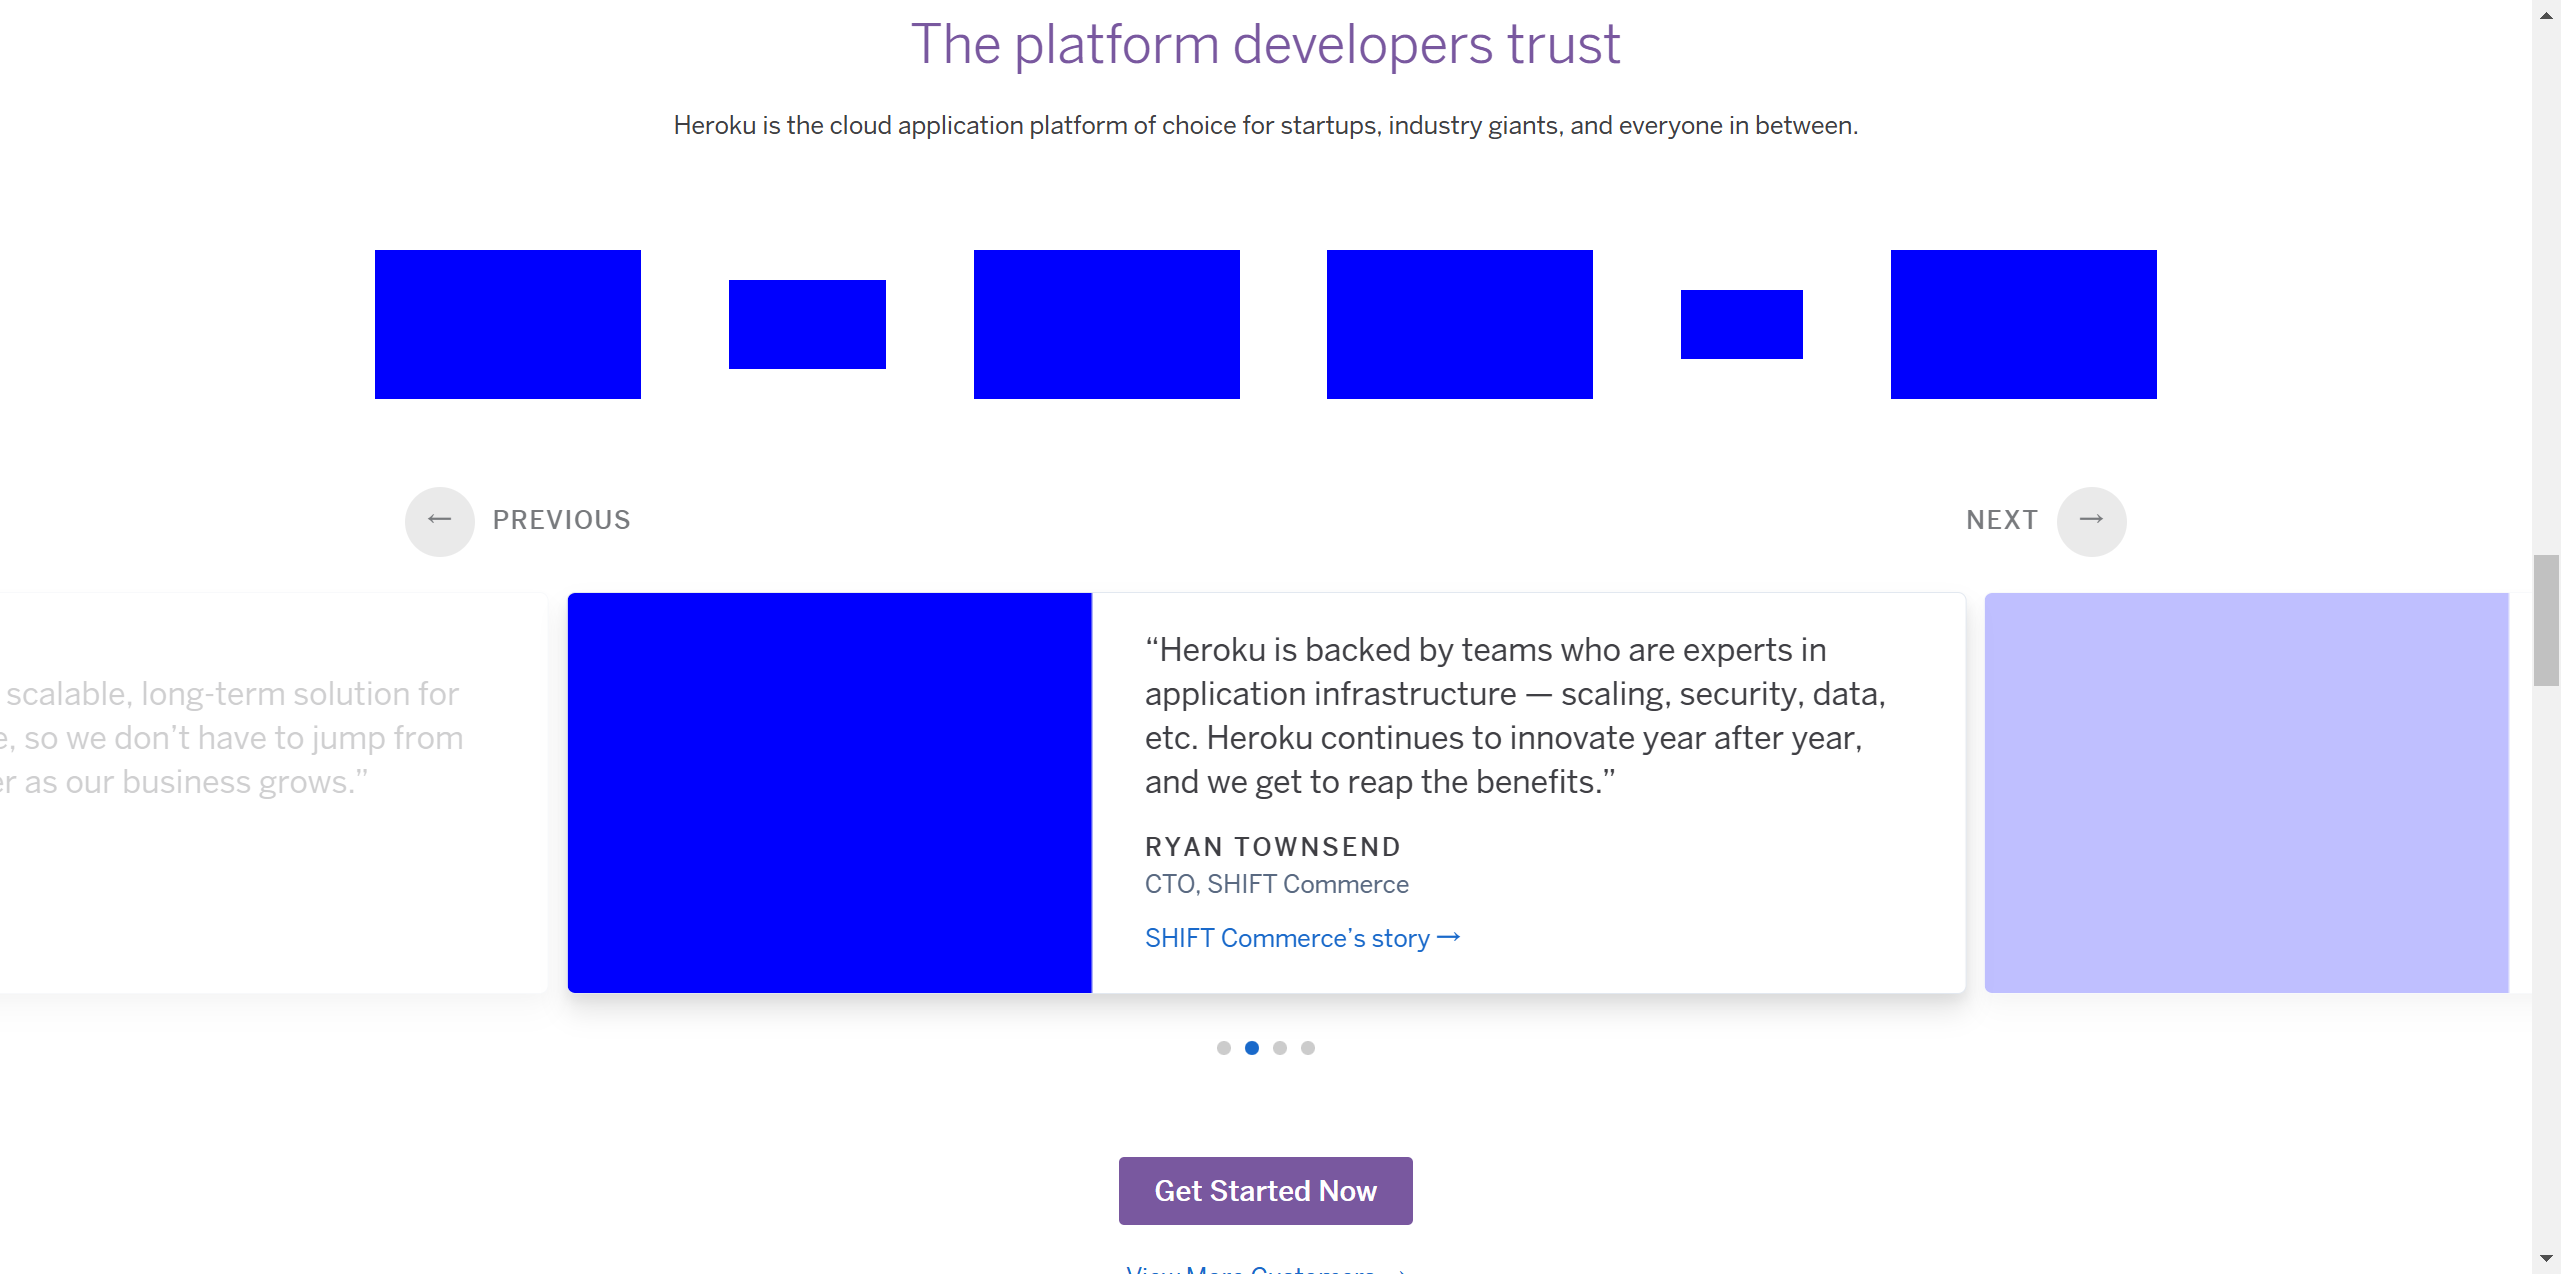 The platform developers trust
Heroku is the cloud application platform of choice for startups, industry giants, and everyone in between.
← PREVIOUS
NEXT →
scalable, long-term solution for
so we don’t have to jump from
as our business grows.”
“Heroku is backed by teams who are experts in
application infrastructure — scaling, security, data,
etc. Heroku continues to innovate year after year,
and we get to reap the benefits.”
RYAN TOWNSEND
CTO, SHIFT Commerce
SHIFT Commerce’s story →
Get Started Now
View More Customers →